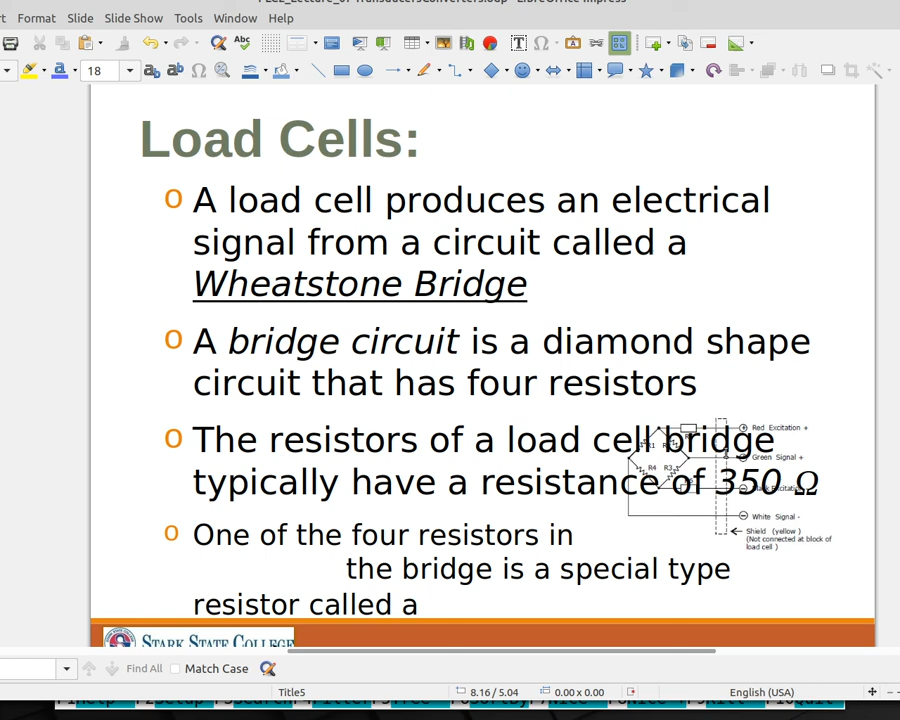 Format Slide Slide Show Tools Window Help
18
Load Cells:
o A load cell produces an electrical
signal from a circuit called a
Wheatstone Bridge
o A bridge circuit is a diamond shape
circuit that has four resistors
o The resistors of a load cell bridge
typically have a resistance of 350 Ω
o One of the four resistors in
the bridge is a special type
resistor called a
R1
R4 R3
Red Excitation +
Green Signal +
White Signal -
Shield (yellow )
(Not connected at block of
load cell )
STARK STATE COLLEGE
Find All Match Case
Title5 8.16 / 5.04 0.00 x 0.00 English (USA)